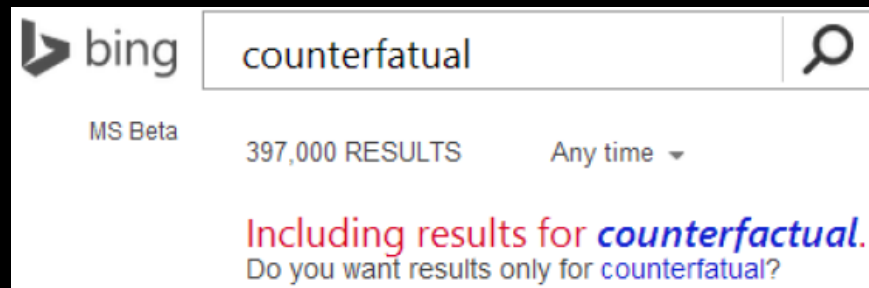 bing counterfatual
MS Beta
397,000 RESULTS Any time
Including results for counterfactual.
Do you want results only for counterfatual?